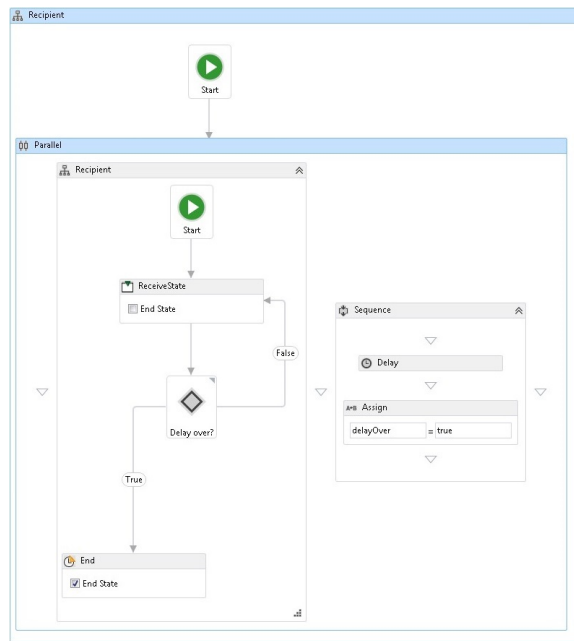 Recipient
Start
Parallel
Recipient
Start
ReceiveState
End State
False
Delay over?
True
End
End State
Sequence
Delay
A+B Assign
delayOver = true